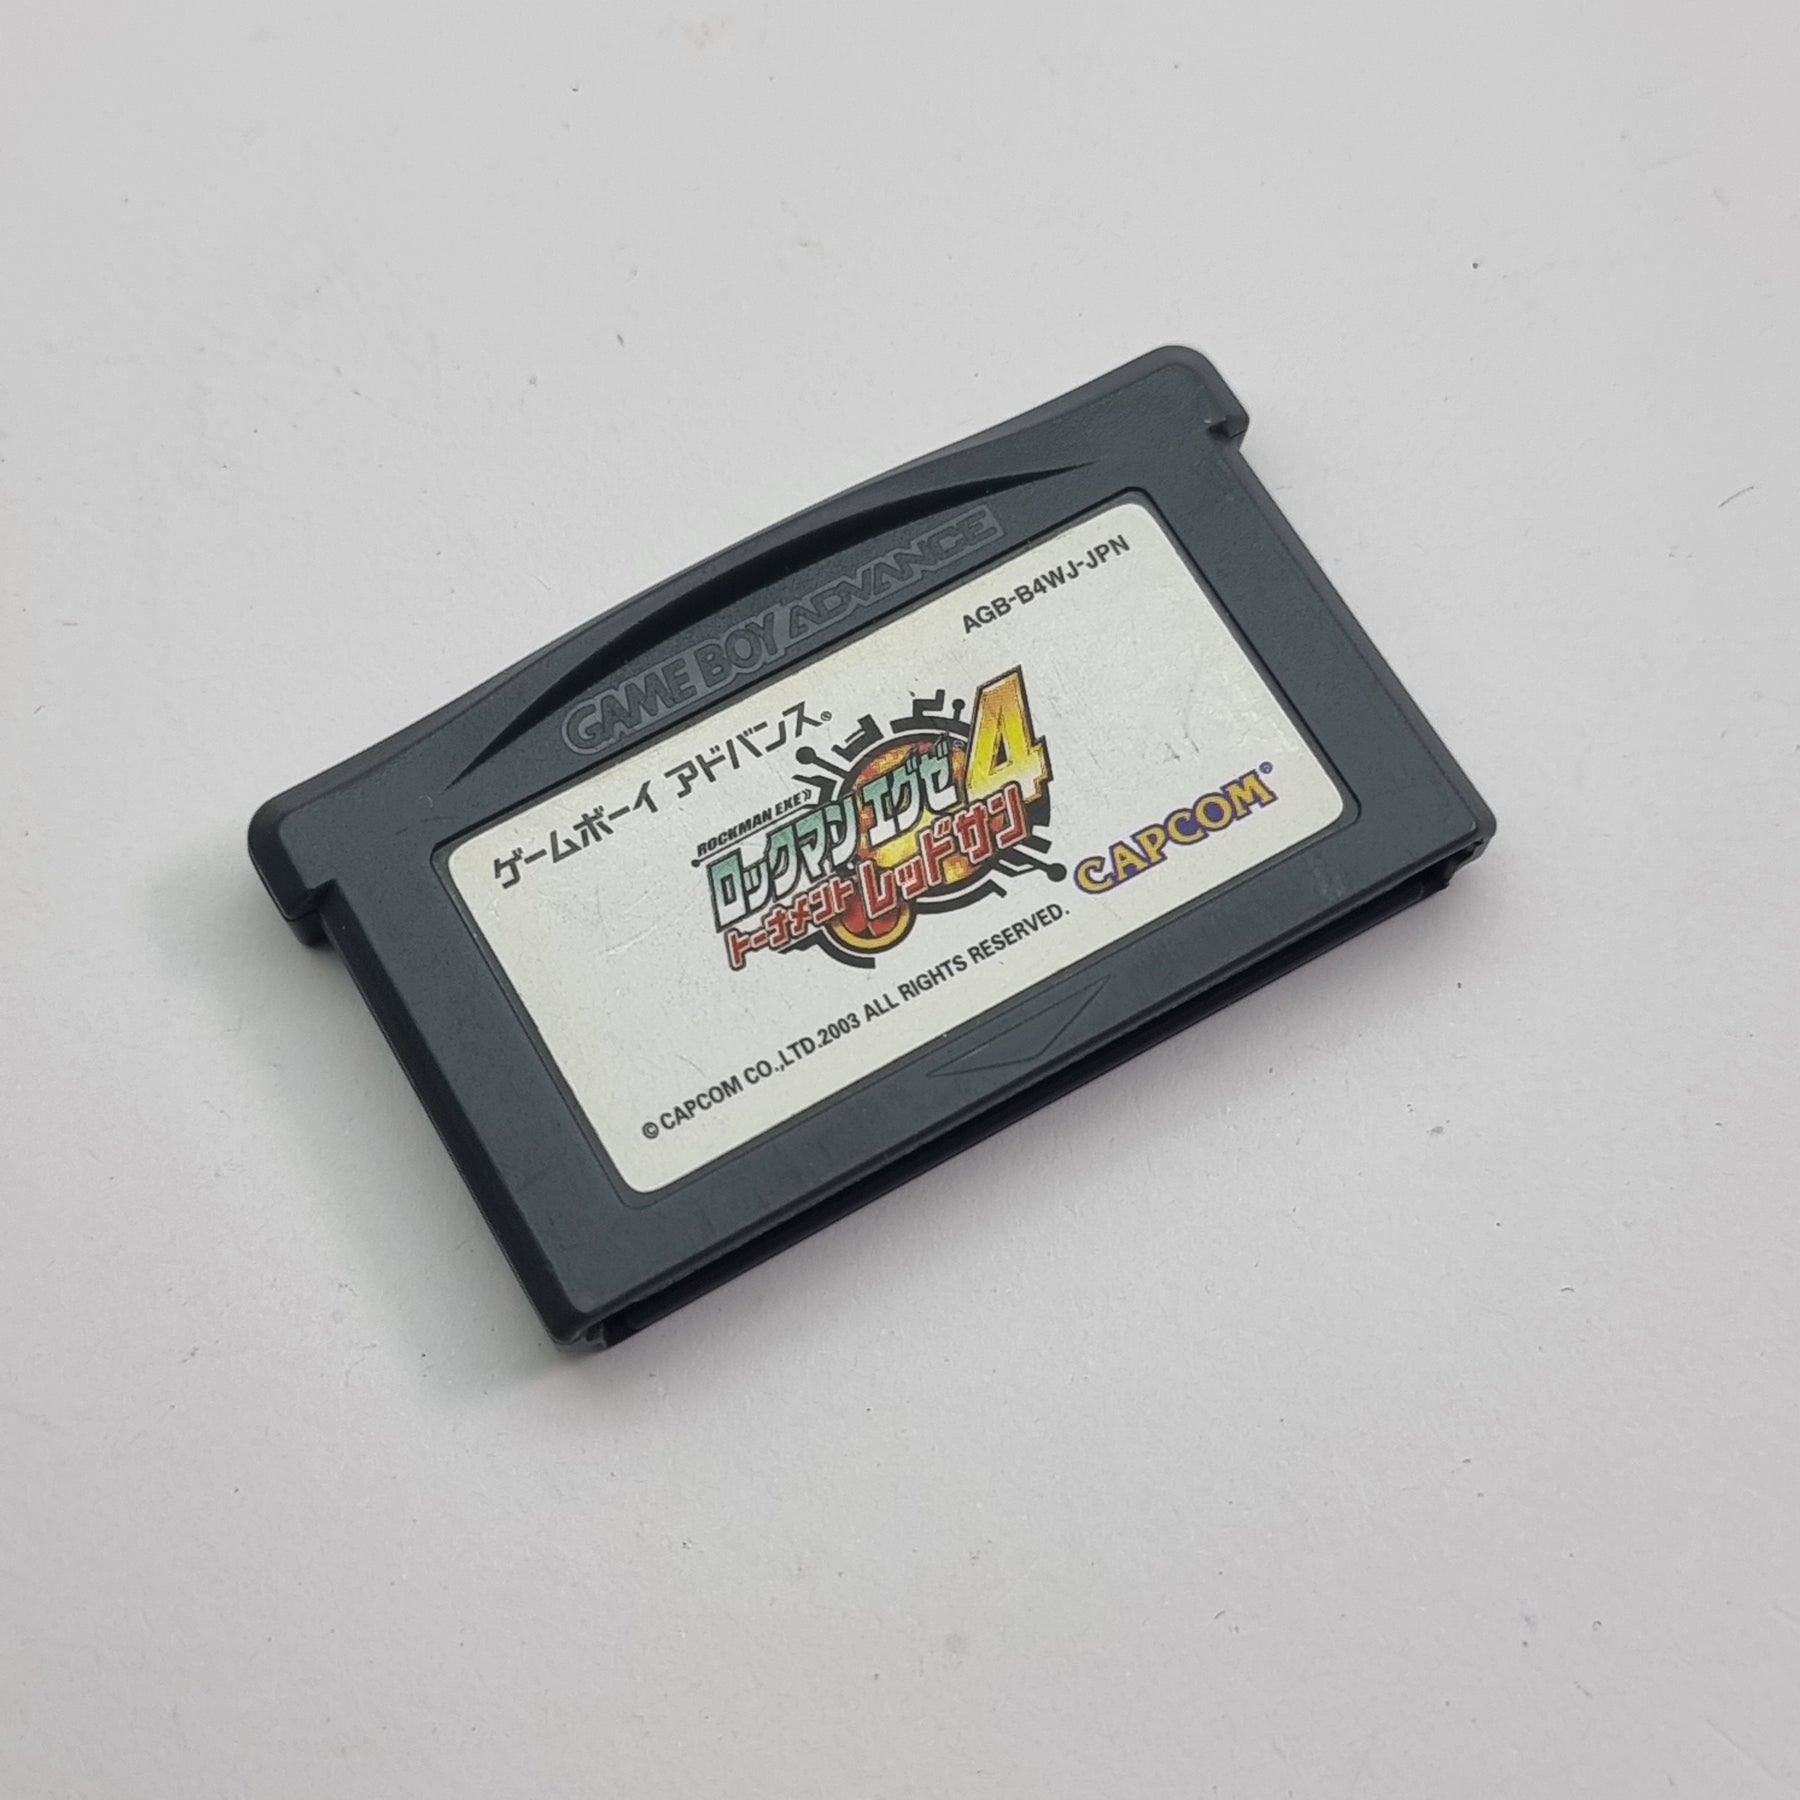 GAME BOY ADVANCE
ゲームボーイ アドバンス®
AGB-B4WJ-JPN
ROCKMAN EXE
ロックマン エグゼ® 4
トーナメント レッドサン
CAPCOM®
©CAPCOM CO.,LTD.2003 ALL RIGHTS RESERVED.